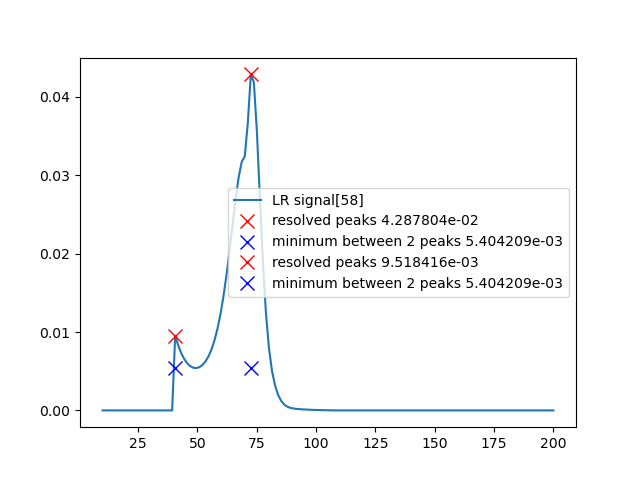 0.04
0.03
0.02
0.01
0.00
LR signal[58]
resolved peaks 4.287804e-02
minimum between 2 peaks 5.404209e-03
resolved peaks 9.518416e-03
minimum between 2 peaks 5.404209e-03
25 50 75 100 125 150 175 200